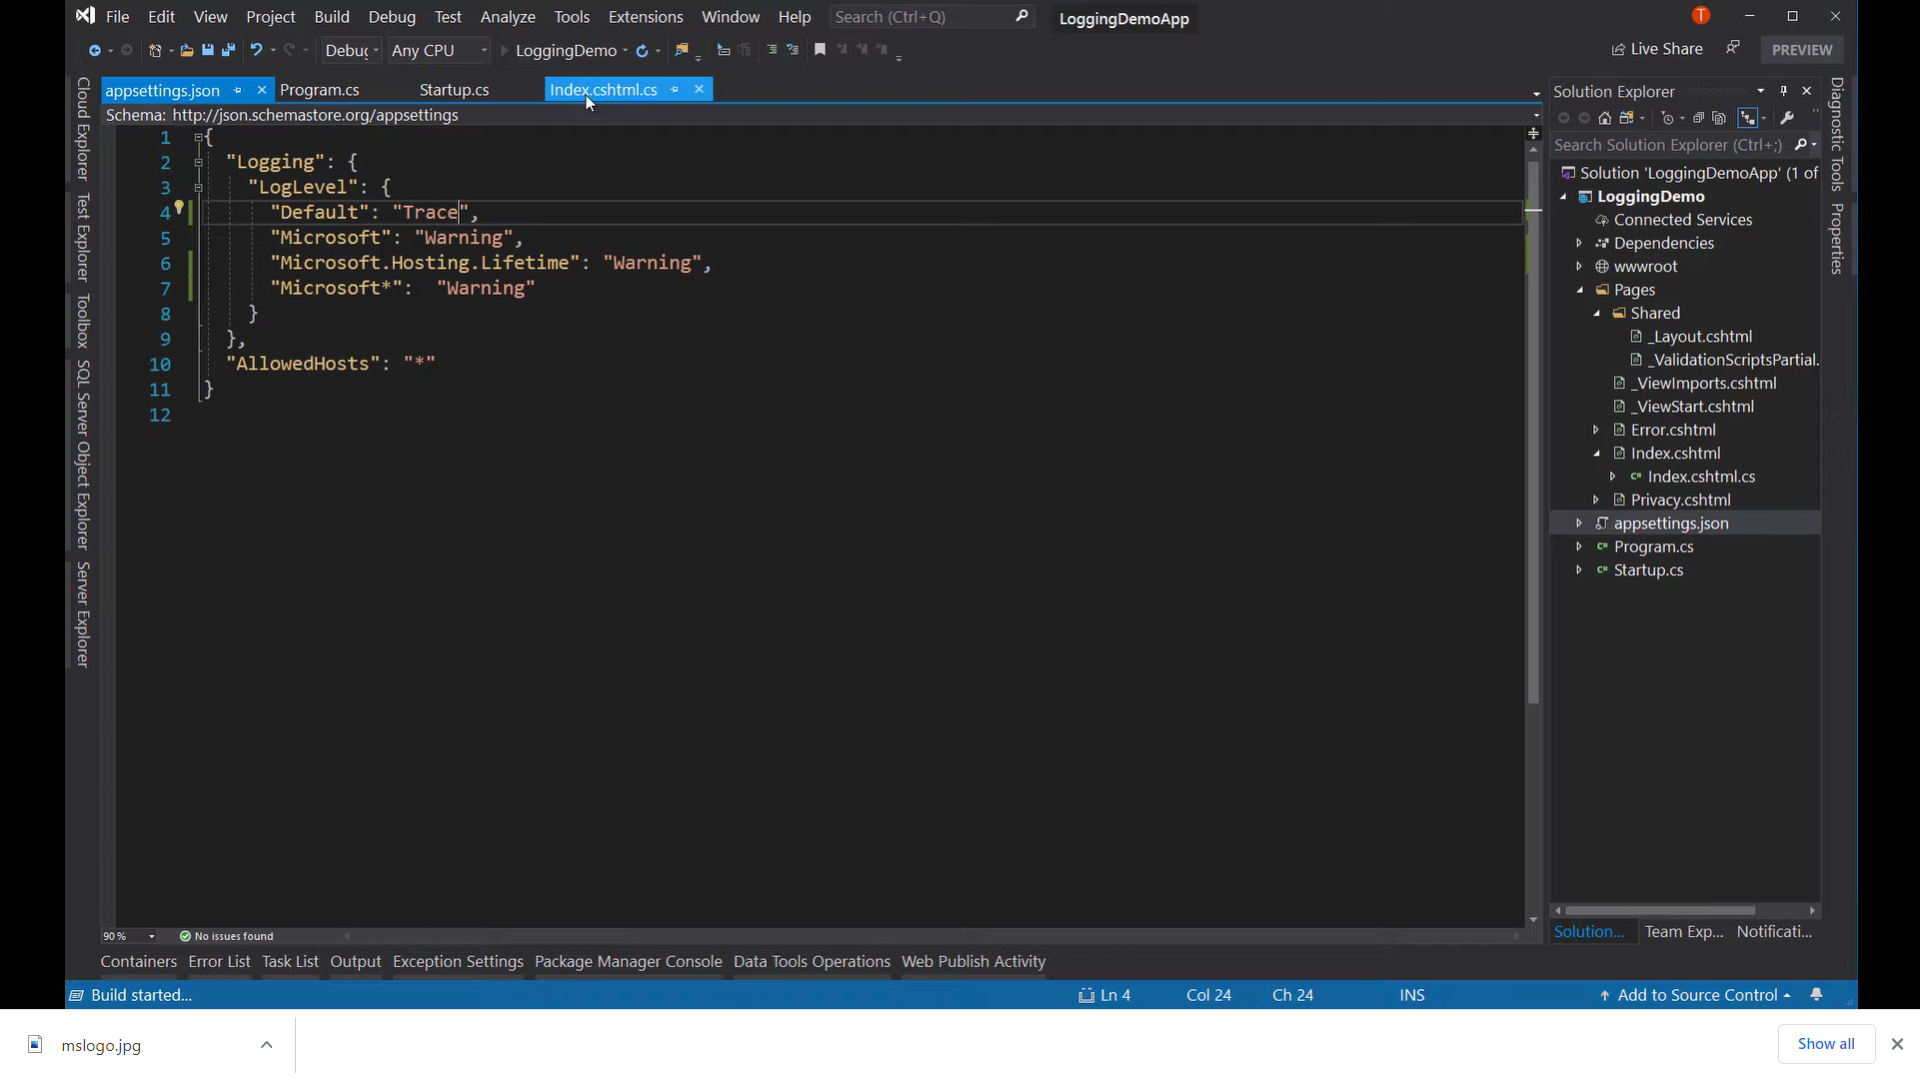 File Edit View Project Build Debug Test Analyze Tools Extensions Window Help Search (Ctrl+Q) LoggingDemoApp
Debug Any CPU LoggingDemo Live Share PREVIEW
appsettings.json Program.cs Startup.cs Index.cshtml.cs
Schema: http://json.schemastore.org/appsettings
1 {
2 "Logging": {
3 "LogLevel": {
4 "Default": "Trace",
5 "Microsoft": "Warning",
6 "Microsoft.Hosting.Lifetime": "Warning",
7 "Microsoft*":  "Warning"
8 }
9 },
10 "AllowedHosts": "*"
11 }
12
Cloud Explorer
Test Explorer
Toolbox
SQL Server Object Explorer
Server Explorer
Solution Explorer
Search Solution Explorer (Ctrl+;)
Solution 'LoggingDemoApp' (1 of
LoggingDemo
Connected Services
Dependencies
wwwroot
Pages
Shared
_Layout.cshtml
_ValidationScriptsPartial.
_ViewImports.cshtml
_ViewStart.cshtml
Error.cshtml
Index.cshtml
Index.cshtml.cs
Privacy.cshtml
appsettings.json
Program.cs
Startup.cs
Solution... Team Exp... Notificati...
Diagnostic Tools
Properties
90 % No issues found
Containers Error List Task List Output Exception Settings Package Manager Console Data Tools Operations Web Publish Activity
Build started... Ln 4 Col 24 Ch 24 INS Add to Source Control
mslogo.jpg Show all